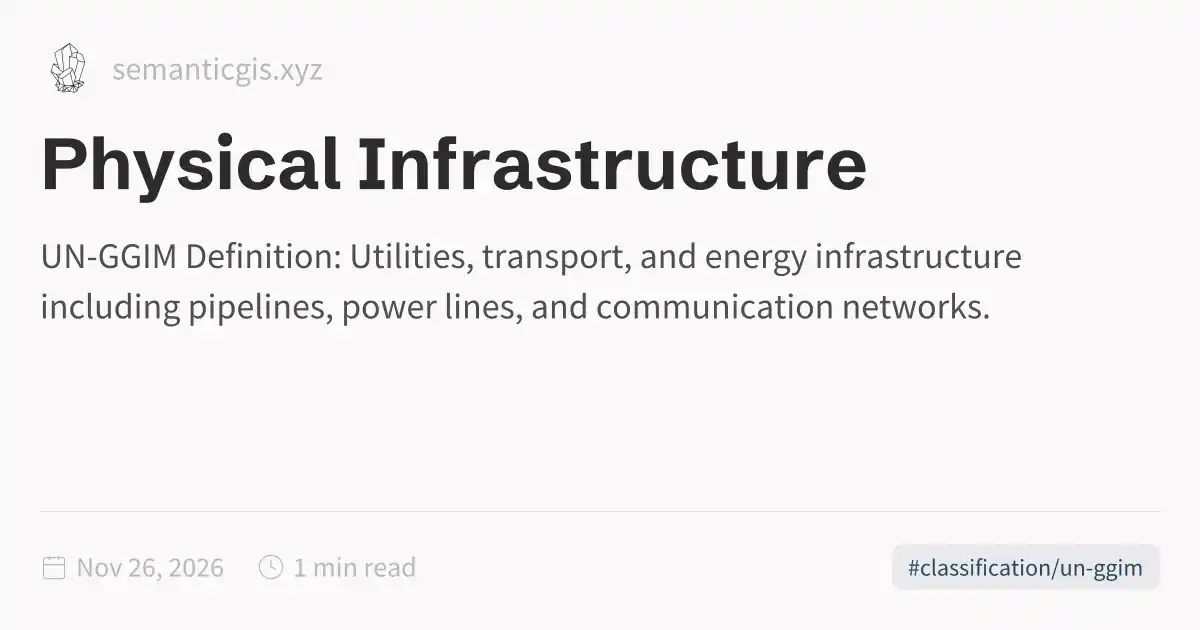 semanticgis.xyz
Physical Infrastructure
UN-GGIM Definition: Utilities, transport, and energy infrastructure
including pipelines, power lines, and communication networks.
Nov 26, 2026 1 min read #classification/un-ggim